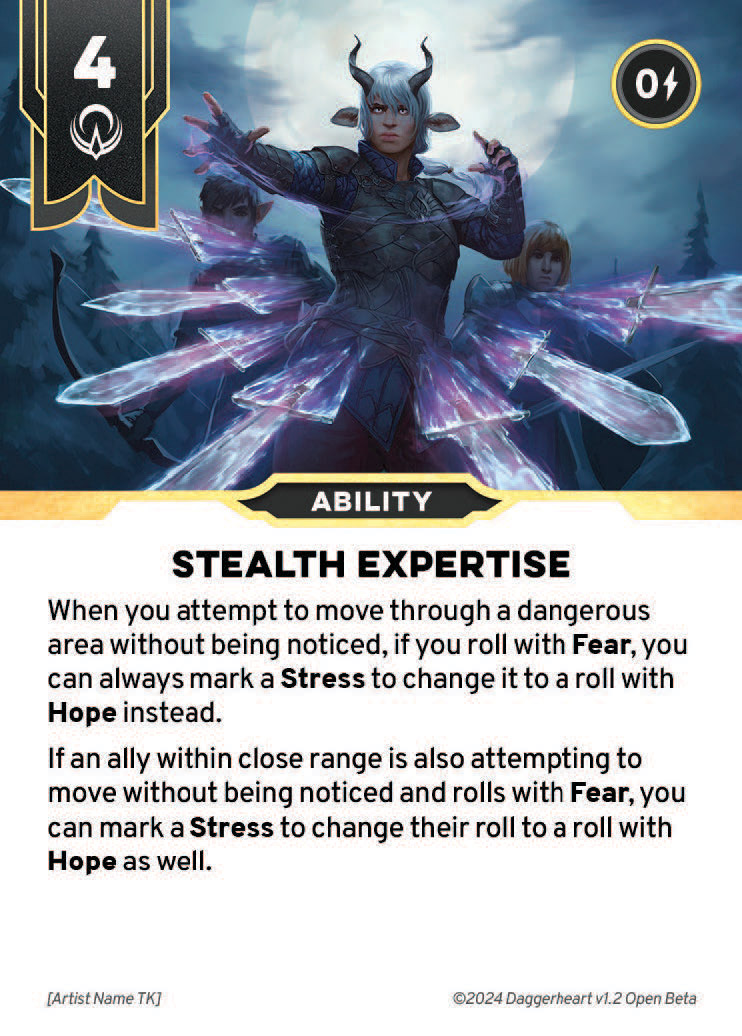 4
0
ABILITY
STEALTH EXPERTISE
When you attempt to move through a dangerous
area without being noticed, if you roll with Fear, you
can always mark a Stress to change it to a roll with
Hope instead.
If an ally within close range is also attempting to
move without being noticed and rolls with Fear, you
can mark a Stress to change their roll to a roll with
Hope as well.
[Artist Name TK]
©2024 Daggerheart v1.2 Open Beta